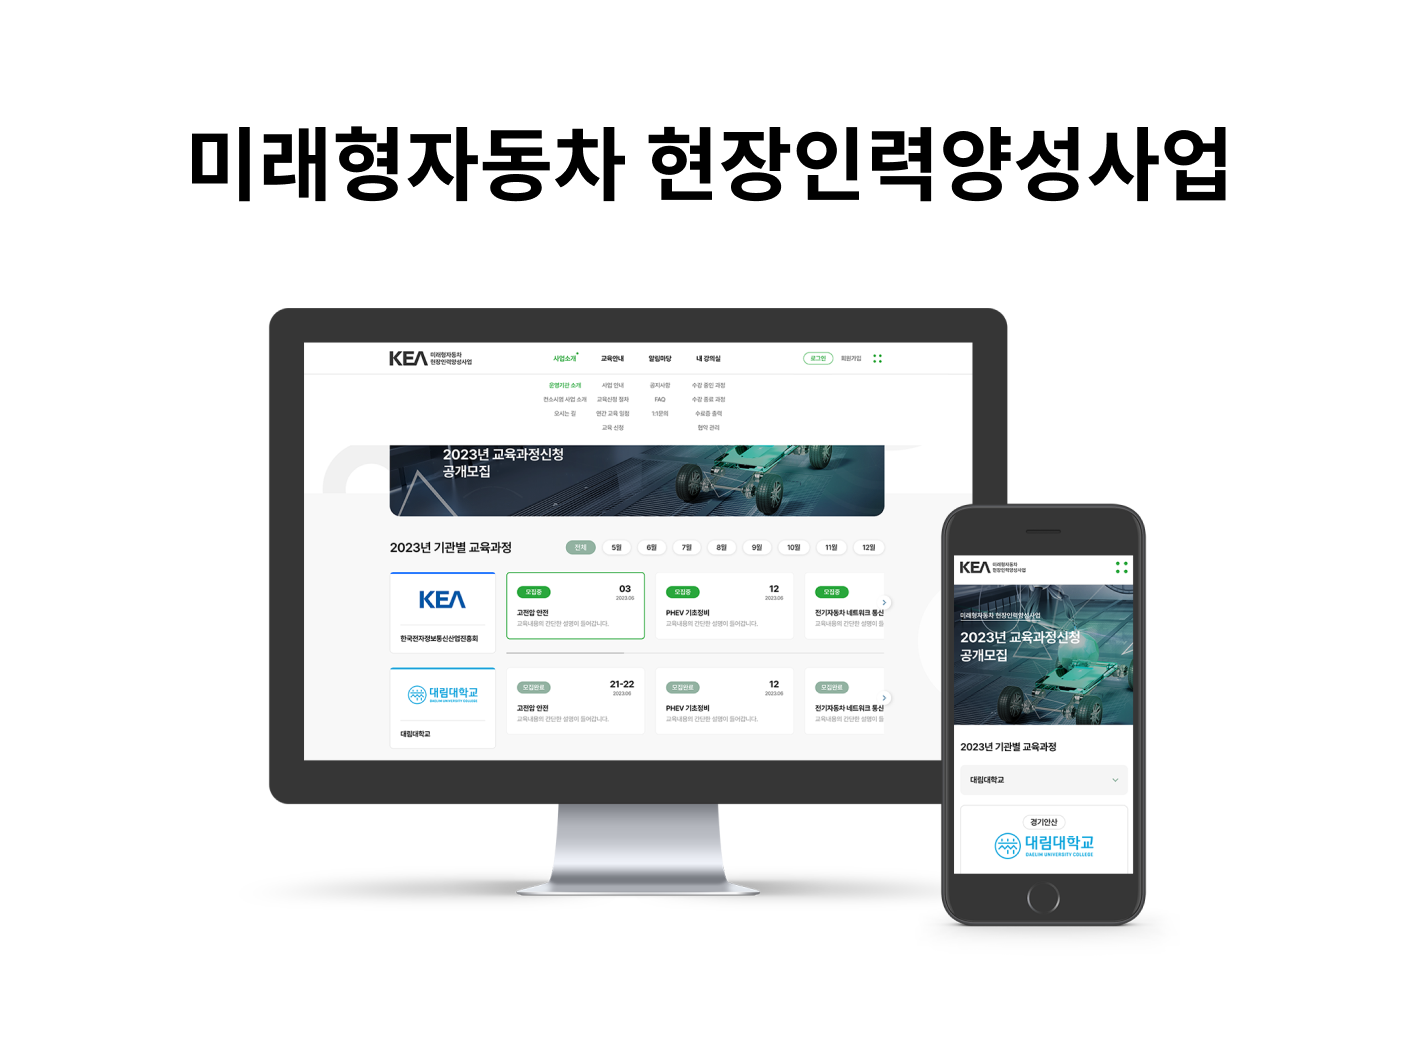 미래형자동차 현장인력양성사업
KEA 미래형자동차
현장인력양성사업
사업소개 교육안내 알림마당 내 강의실
로그인 회원가입
운영기관 소개 사업 안내 공지사항 수강 중인 과정
컨소시엄 사업 소개 교육신청 절차 FAQ 수강 종료 과정
오시는 길 연간 교육 일정 1:1문의 수료증 출력
교육 신청 협약 관리
2023년 교육과정신청
공개모집
2023년 기관별 교육과정
전체 5월 6월 7월 8월 9월 10월 11월 12월
KEA
한국전자정보통신산업진흥회
모집중 03
2023.06
고전압 안전
교육내용의 간단한 설명이 들어갑니다.
모집중 12
2023.06
PHEV 기초정비
교육내용의 간단한 설명이 들어갑니다.
모집중
전기자동차 네트워크 통신
교육내용의 간단한 설명이 들
대림대학교
DAELIM UNIVERSITY COLLEGE
대림대학교
모집완료 21-22
2023.06
고전압 안전
교육내용의 간단한 설명이 들어갑니다.
모집완료 12
2023.06
PHEV 기초정비
교육내용의 간단한 설명이 들어갑니다.
모집완료
전기자동차 네트워크 통신
교육내용의 간단한 설명이 들
KEA 미래형자동차
현장인력양성사업
미래형자동차 현장인력양성사업
2023년 교육과정신청
공개모집
2023년 기관별 교육과정
대림대학교
경기안산
대림대학교
DAELIM UNIVERSITY COLLEGE